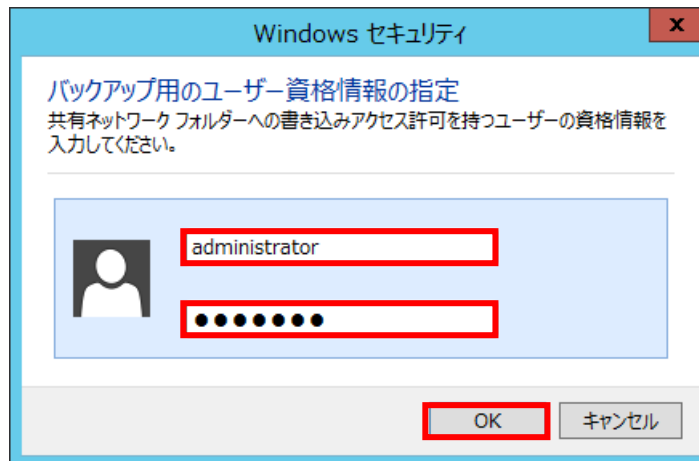 Windows セキュリティ
x
バックアップ用のユーザー資格情報の指定
共有ネットワーク フォルダーへの書き込みアクセス許可を持つユーザーの資格情報を
入力してください。
administrator
●●●●●●●
OK
キャンセル